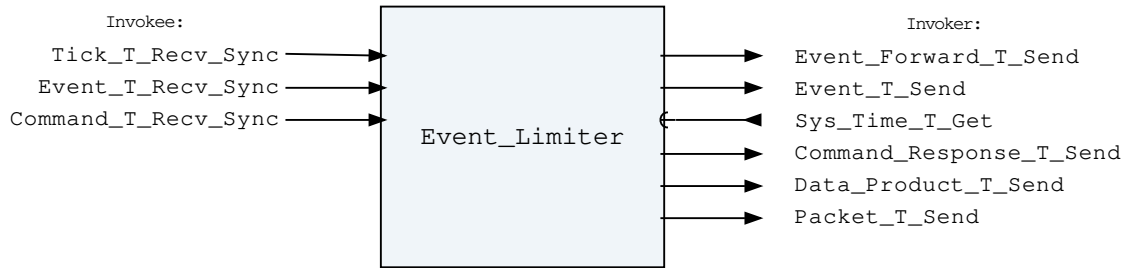 Invokee:
Tick_T_Recv_Sync
Event_T_Recv_Sync
Command_T_Recv_Sync
Event_Limiter
Invoker:
Event_Forward_T_Send
Event_T_Send
Sys_Time_T_Get
Command_Response_T_Send
Data_Product_T_Send
Packet_T_Send